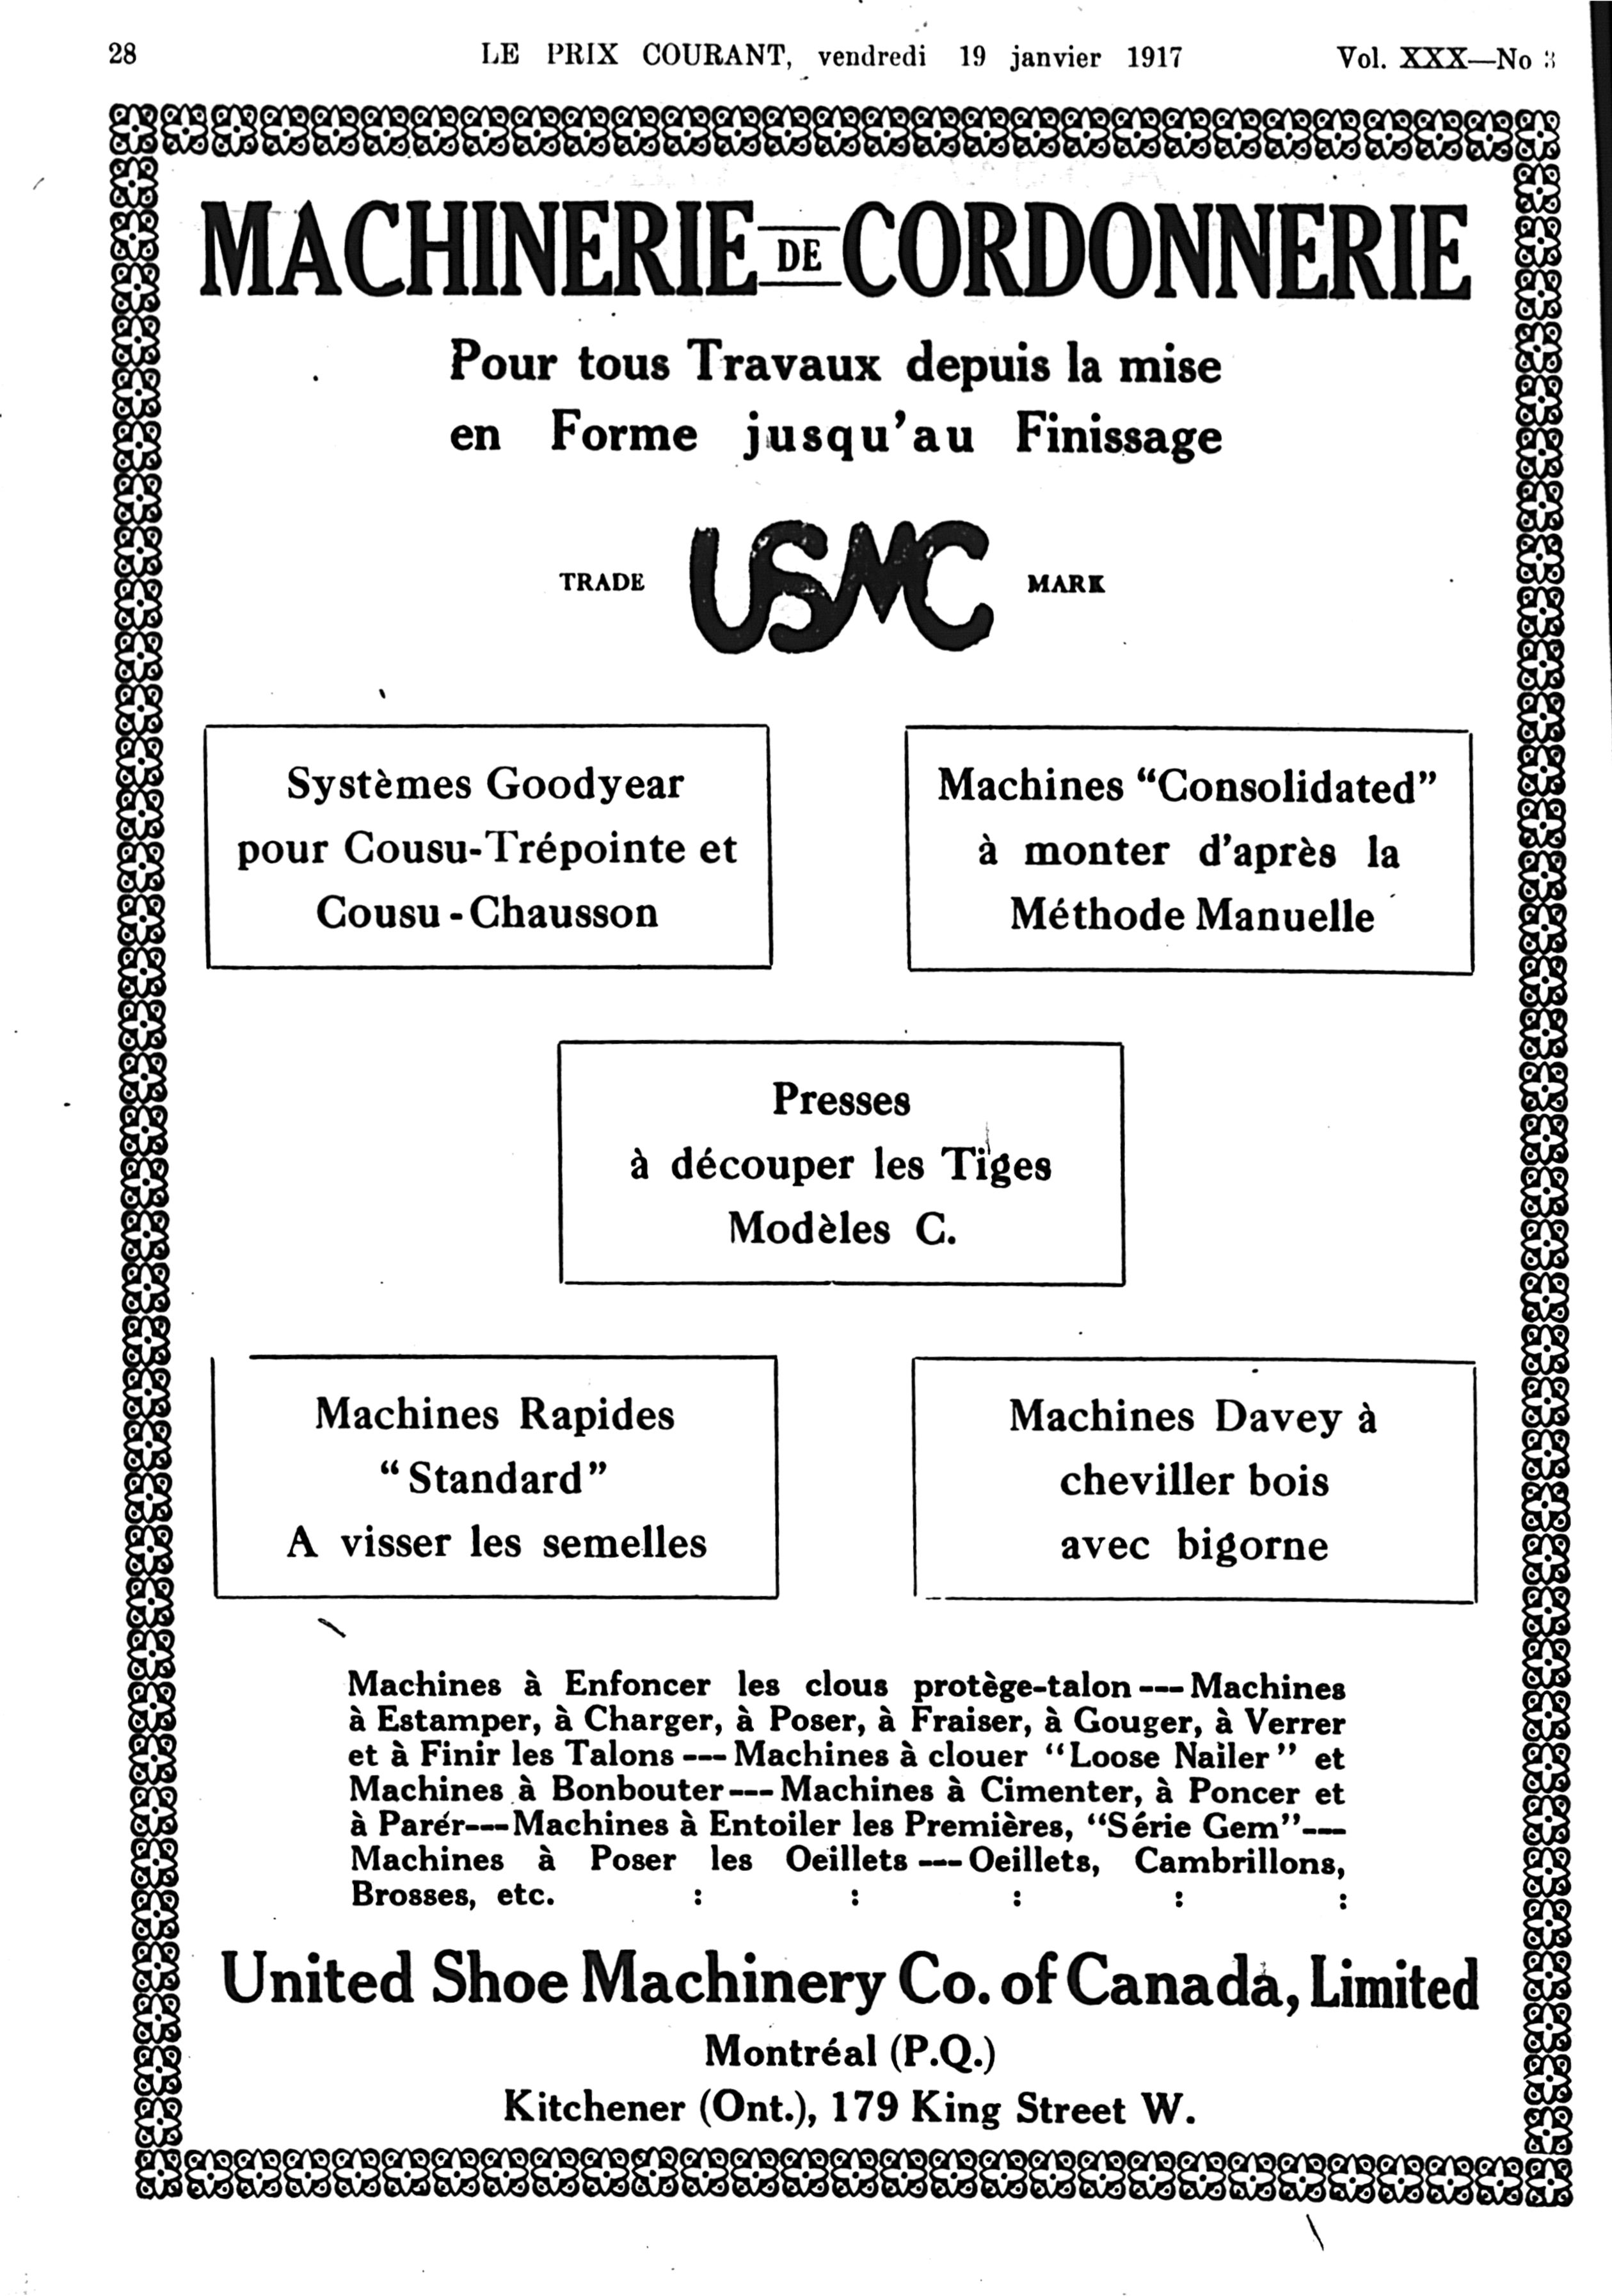 28 LE PRIX COURANT, vendredi 19 janvier 1917 Vol. XXX—No 3
MACHINERIE DE CORDONNERIE
Pour tous Travaux depuis la mise
en Forme jusqu'au Finissage
TRADE USMC MARK
Systèmes Goodyear
pour Cousu-Trépointe et
Cousu-Chausson
Machines "Consolidated"
à monter d'après la
Méthode Manuelle
Presses
à découper les Tiges
Modèles C.
Machines Rapides
"Standard"
A visser les semelles
Machines Davey à
cheviller bois
avec bigorne
Machines à Enfoncer les clous protège-talon---Machines
à Estamper, à Charger, à Poser, à Fraiser, à Gouger, à Verrer
et à Finir les Talons---Machines à clouer "Loose Nailer" et
Machines à Bonbouter---Machines à Cimenter, à Poncer et
à Parér---Machines à Entoiler les Premières, "Série Gem"---
Machines à Poser les Oeillets---Oeillets, Cambrillons,
Brosses, etc. : : : : :
United Shoe Machinery Co. of Canada, Limited
Montréal (P.Q.)
Kitchener (Ont.), 179 King Street W.